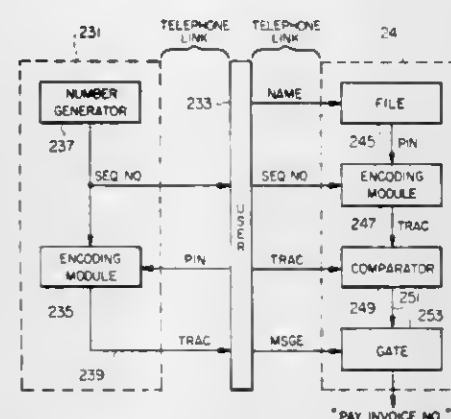 TELEPHONE LINK
TELEPHONE LINK
231
24
NUMBER GENERATOR
237
233
NAME
FILE
245
PIN
SEQ NO
SEQ NO
ENCODING MODULE
247
TRAC
USER
ENCODING MODULE
235
PIN
TRAC
COMPARATOR
249
251
253
239
TRAC
MSGE
GATE
"PAY INVOICE NO."